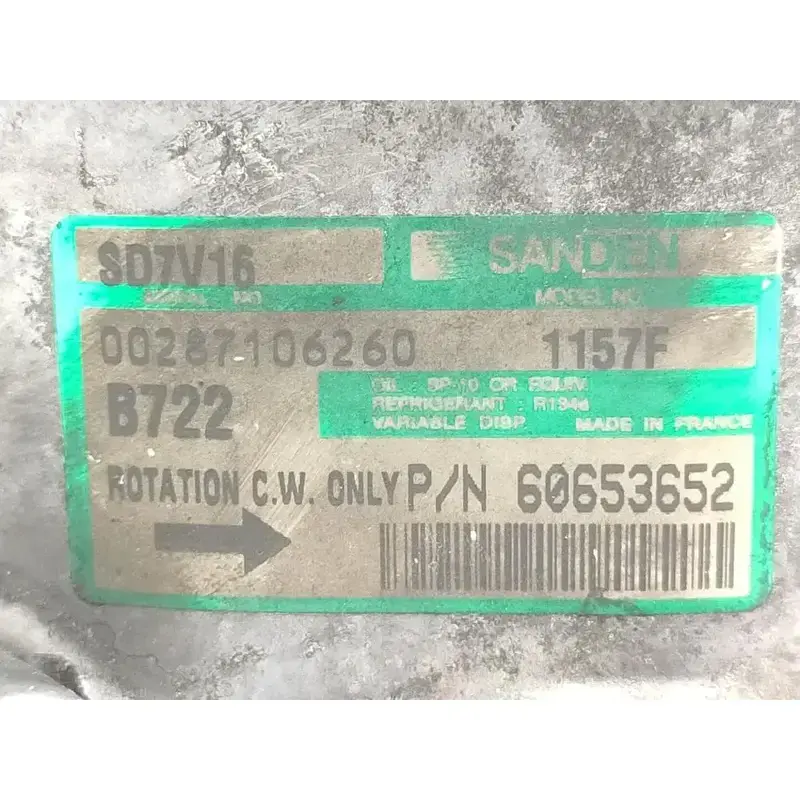 SD7V16
SANDEN
SERIAL NO
MODEL NO.
00287106260
1157F
B722
OIL : SP-10 OR EQUIV.
REFRIGERANT : R134a
VARIABLE DISP.
MADE IN FRANCE
ROTATION C.W. ONLY P/N 60653652